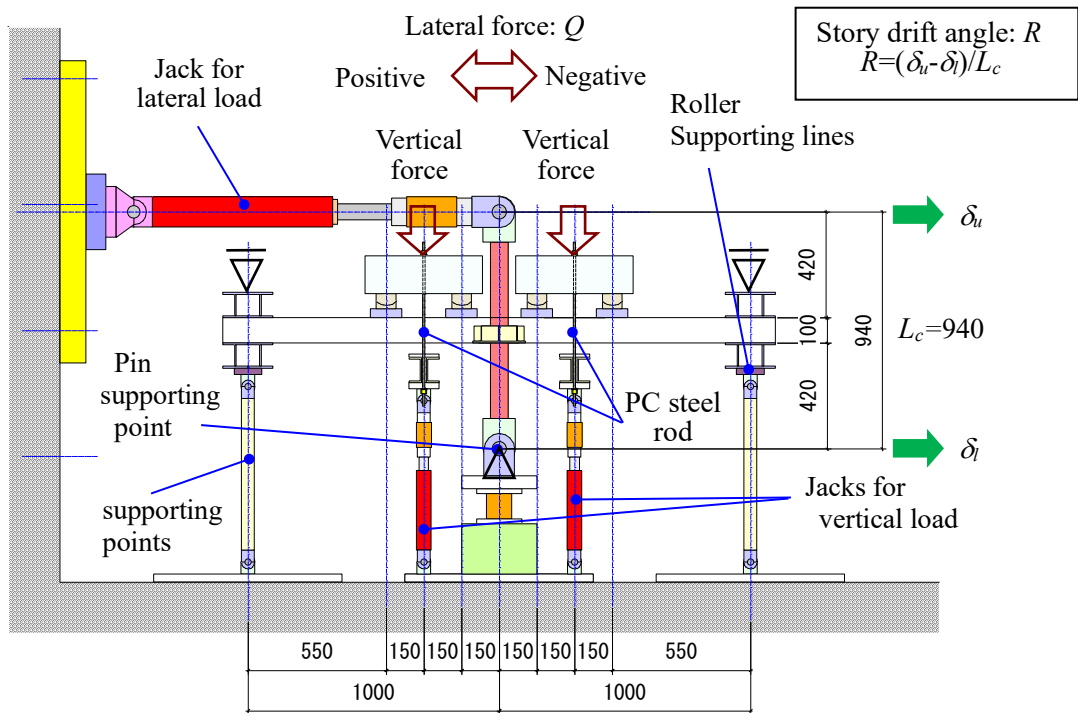 Lateral force: Q
Positive
Negative
Story drift angle: R
R=(δu-δl)/Lc
Jack for
lateral load
Vertical
force
Vertical
force
Roller
Supporting lines
δu
420
100
420
940
Lc=940
Pin
supporting
point
PC steel
rod
δl
supporting
points
Jacks for
vertical load
550
150
150
150
150
150
150
550
1000
1000